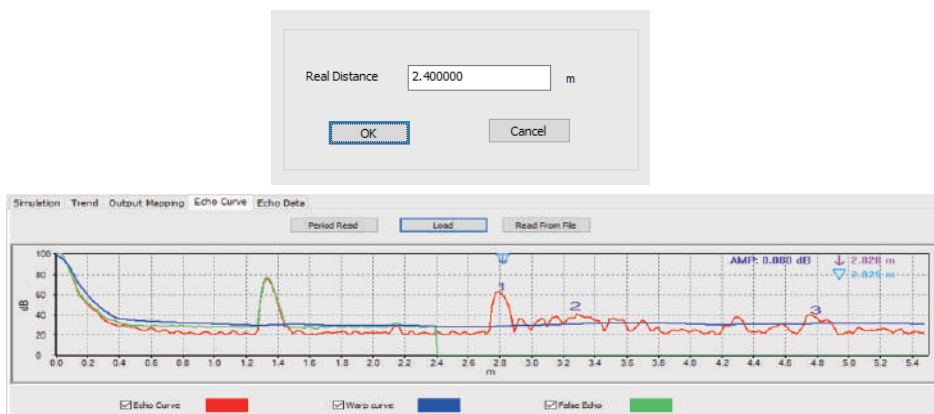 Real Distance 2.400000 m
OK Cancel
Simulation Trend Output Mapping Echo Curve Echo Data
Period Read Load Read From File
100
80
60
40
20
0
dB
AMP: 0.000 dB 2.828 m
2.829 m
1
2
3
0.0 0.2 0.4 0.6 0.8 1.0 1.2 1.4 1.6 1.8 2.0 2.2 2.4 2.6 2.8 3.0 3.2 3.4 3.6 3.8 4.0 4.2 4.4 4.6 4.8 5.0 5.2 5.4
m
Echo Curve Warp curve False Echo